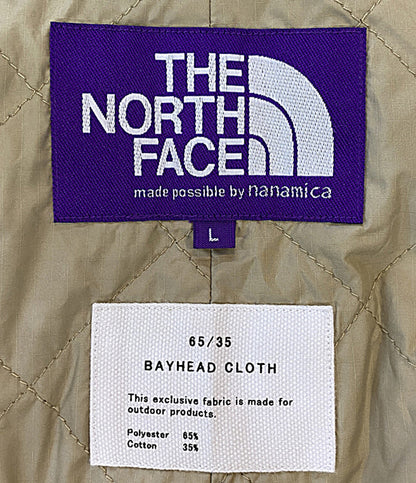 THE
NORTH
FACE
made possible by nanamica
L
65/35
BAYHEAD CLOTH
This exclusive fabric is made for
outdoor products.
Polyester 65%
Cotton 35%